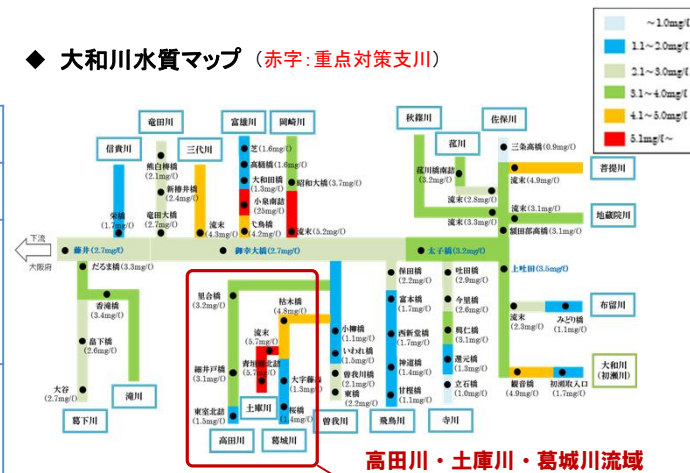 ◆ 大和川水質マップ (赤字:重点対策支川)
~1.0mg/ℓ
1.1~2.0mg/ℓ
2.1~3.0mg/ℓ
3.1~4.0mg/ℓ
4.1~5.0mg/ℓ
5.1mg/ℓ~
竜田川
富雄川
岡崎川
秋篠川
佐保川
信貴川
三代川
菰川
菩提川
地蔵院川
布留川
大和川
(初瀬川)
熊白橋
(2.1mg/ℓ)
新椿井橋
(2.4mg/ℓ)
竜田大橋
(2.7mg/ℓ)
栄橋
(1.7mg/ℓ)
流末
(4.3mg/ℓ)
芝(1.6mg/ℓ)
高樋橋(1.6mg/ℓ)
大和田橋
(1.3mg/ℓ)
小泉南詰
(25mg/ℓ)
弋鳥橋
(4.2mg/ℓ)
昭和大橋(3.7mg/ℓ)
流末(5.2mg/ℓ)
菰川橋南詰
(3.2mg/ℓ)
流末
(2.8mg/ℓ)
流末
(3.3mg/ℓ)
三条高橋(0.9mg/ℓ)
流末(4.9mg/ℓ)
流末(3.1mg/ℓ)
額田部高橋(3.1mg/ℓ)
下流
大阪府
藤井(2.7mg/ℓ)
御幸大橋(2.7mg/ℓ)
太子橋(3.2mg/ℓ)
上吐田(3.5mg/ℓ)
流末
(2.3mg/ℓ)
みどり橋
(1.1mg/ℓ)
観音橋
(4.9mg/ℓ)
初瀬取入口
(1.7mg/ℓ)
だるま橋(3.3mg/ℓ)
香滝橋
(3.4mg/ℓ)
畠下橋
(2.6mg/ℓ)
大谷
(2.7mg/ℓ)
葛下川
滝川
里合橋
(3.2mg/ℓ)
細井戸橋
(3.1mg/ℓ)
東室北詰
(1.5mg/ℓ)
高田川
流末
(5.7mg/ℓ)
青垣橋北詰
土庫川
枯木橋
(4.8mg/ℓ)
(1.3mg/ℓ)
桜橋
葛城川
小柳橋
(1.1mg/ℓ)
いわれ橋
(1.5mg/ℓ)
曽我川橋
(2.1mg/ℓ)
東橋
(2.2mg/ℓ)
曽我川
保田橋
(2.2mg/ℓ)
富本橋
(1.7mg/ℓ)
西新堂橋
(1.7mg/ℓ)
神道橋
(1.4mg/ℓ)
甘樫橋
(1.1mg/ℓ)
飛鳥川
吐田橋
(2.9mg/ℓ)
今里橋
(2.6mg/ℓ)
興仁橋
(3.1mg/ℓ)
還元橋
(1.3mg/ℓ)
立石橋
(1.0mg/ℓ)
寺川
高田川・土庫川・葛城川流域